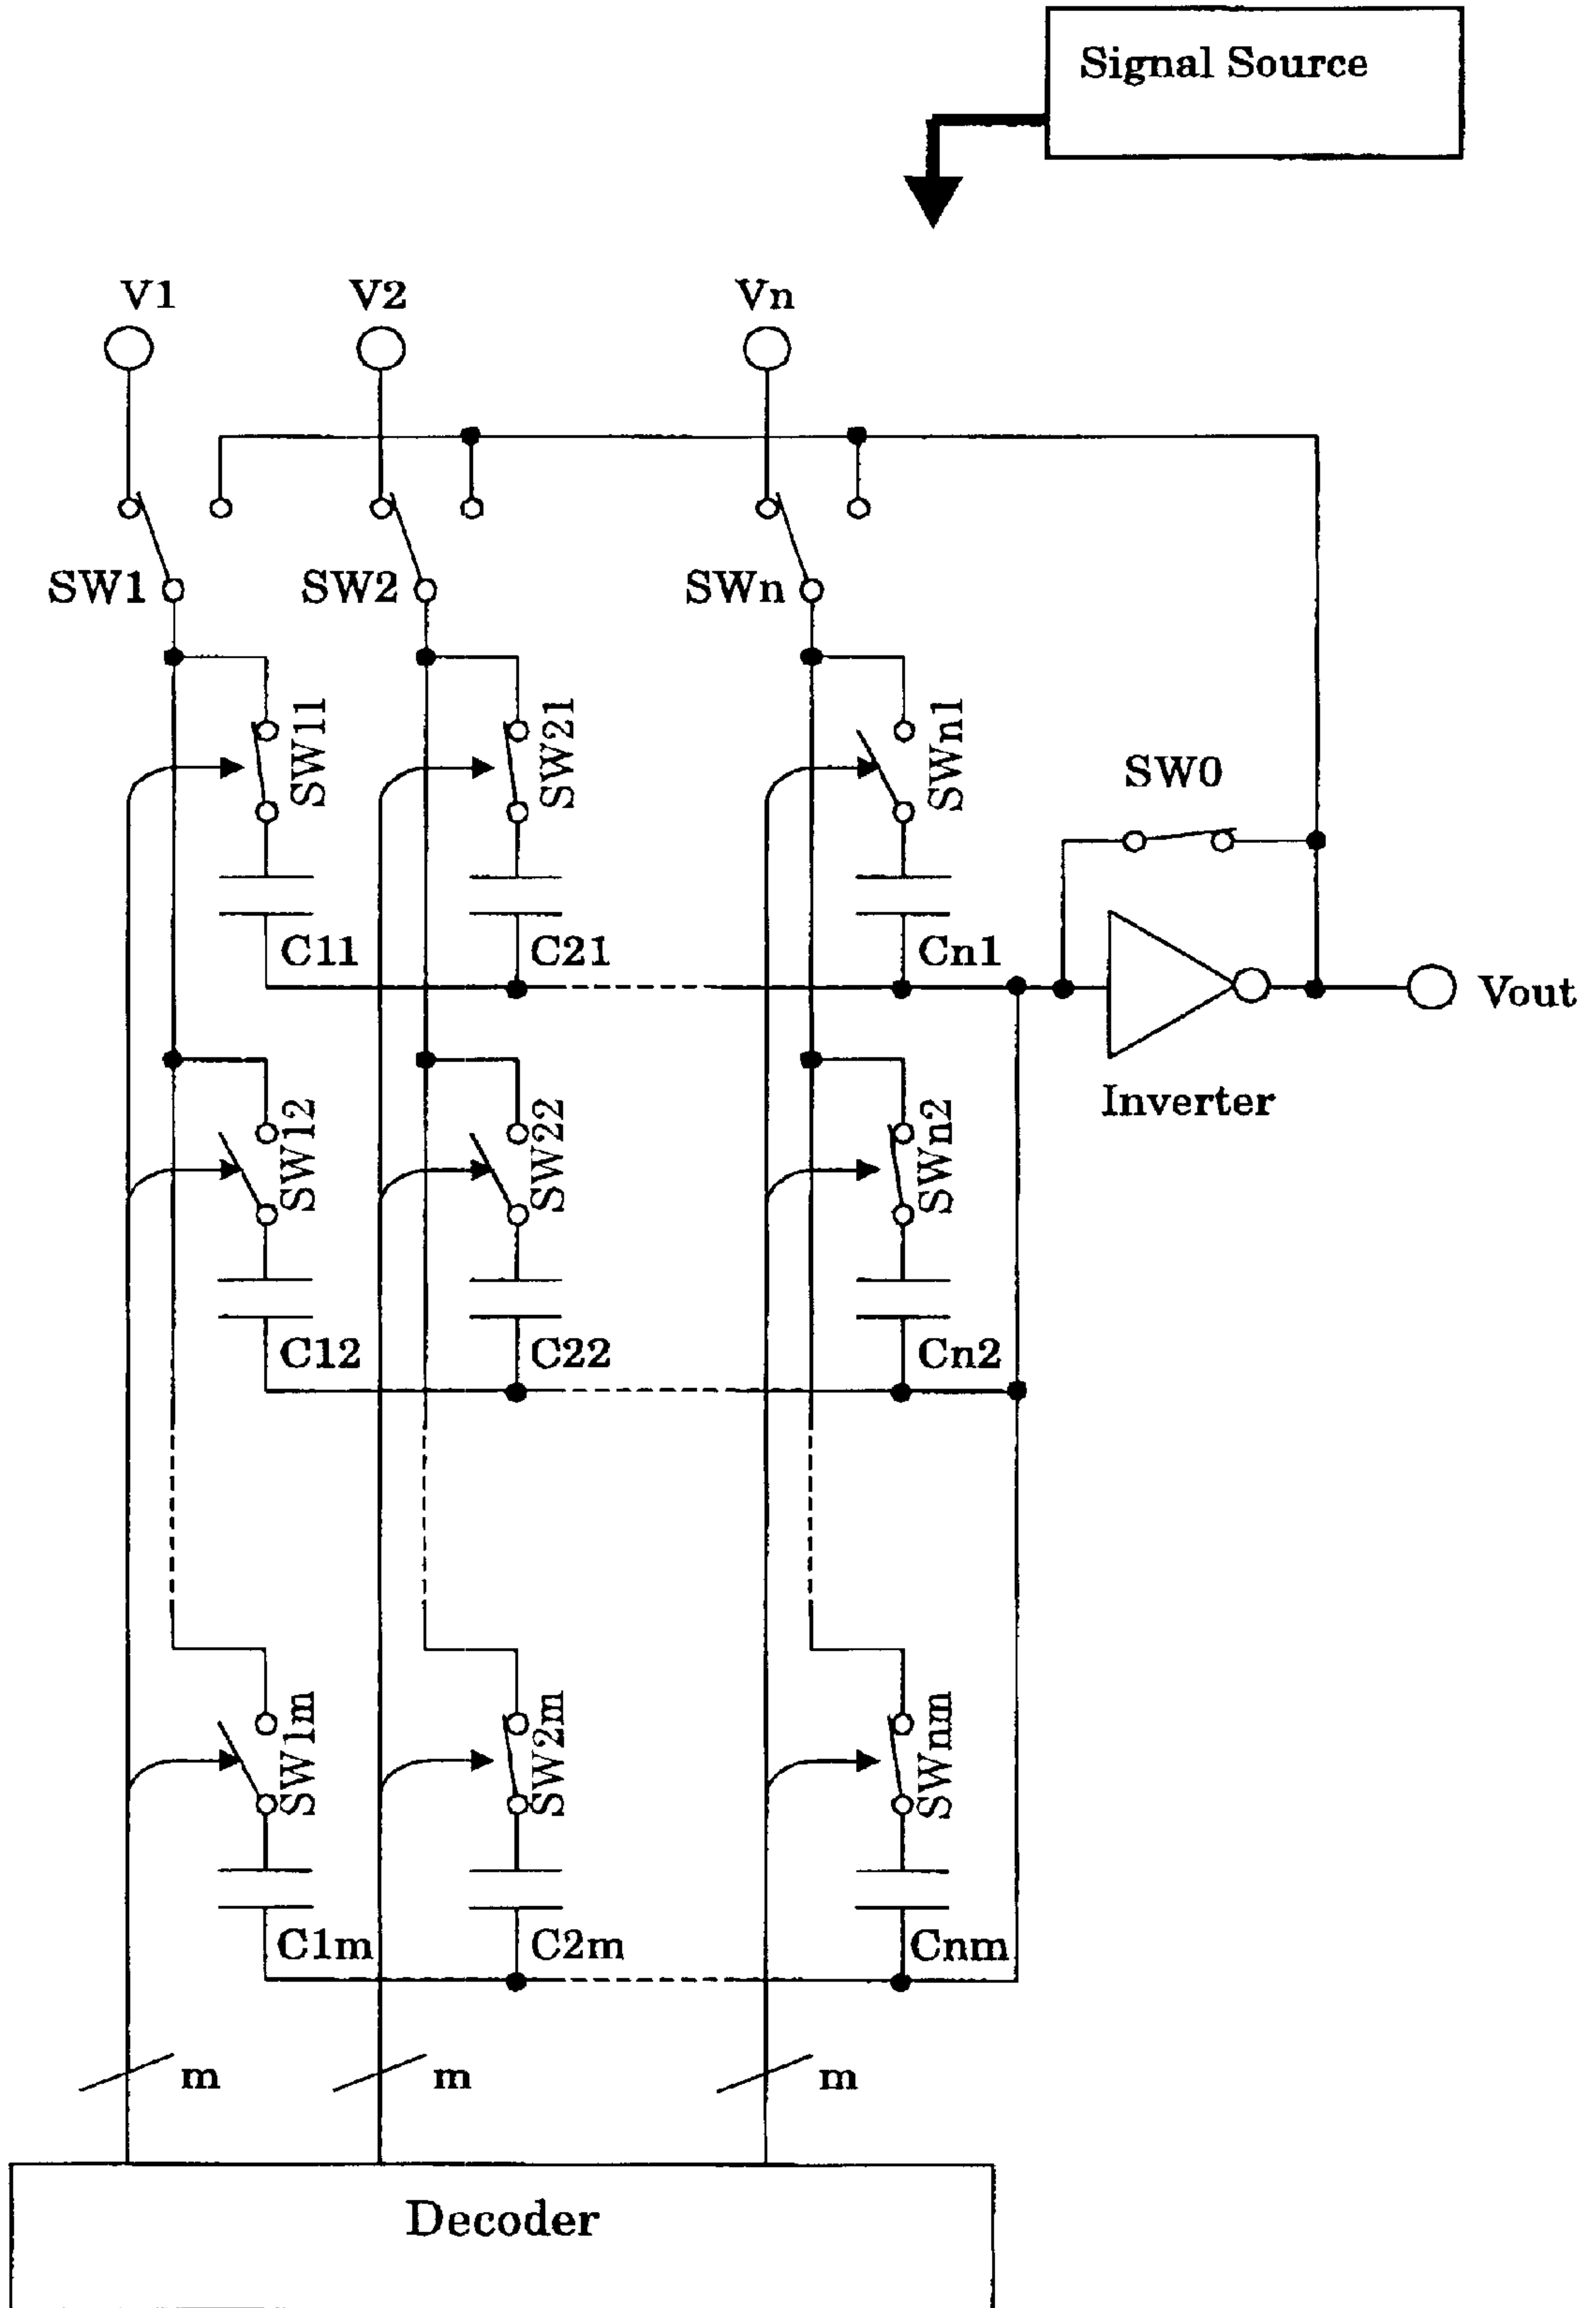 Signal Source
V1 V2 Vn
SW1 SW2 SWn
SW11 SW21 SWn1
SW0
C11 C21 Cn1
Vout
Inverter
SW12 SW22 SWn2
C12 C22 Cn2
SW1m SW2m SWnm
C1m C2m Cnm
m m m
Decoder